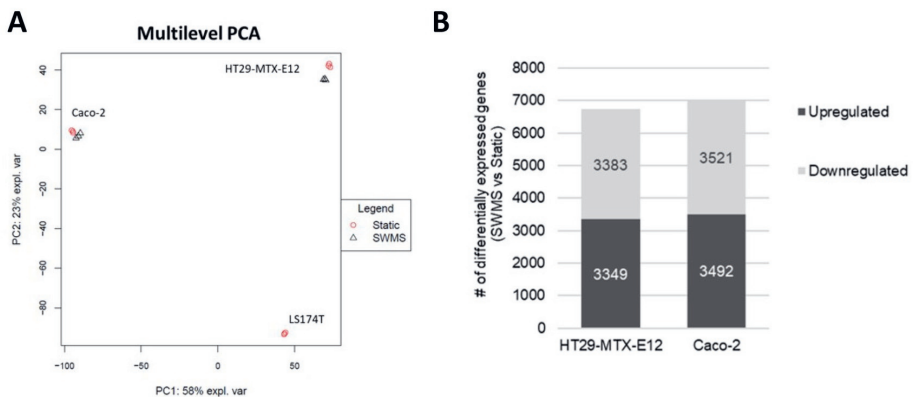 A
Multilevel PCA
HT29-MTX-E12
Caco-2
LS174T
40
20
0
−20
−40
−60
−80
PC2: 23% expl. var
−100
−50
0
50
PC1: 58% expl. var
Legend
Static
SWMS
B
# of differentially expressed genes
(SWMS vs Static)
8000
7000
6000
5000
4000
3000
2000
1000
0
3383
3521
3349
3492
HT29-MTX-E12
Caco-2
Upregulated
Downregulated